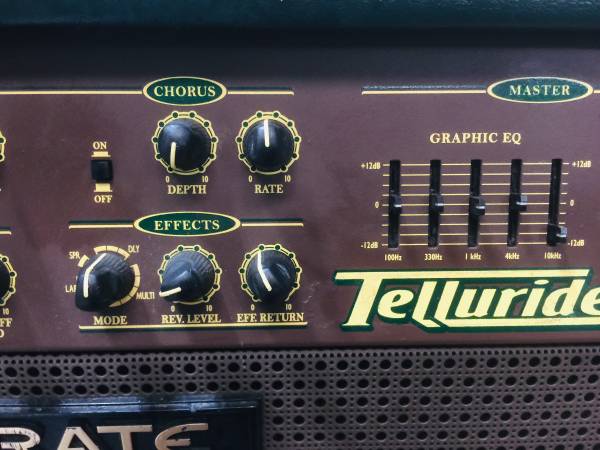 CHORUS
MASTER
GRAPHIC EQ
ON
OFF
0 10
DEPTH
0 10
RATE
+12dB +12dB
0 0
-12dB -12dB
100Hz 330Hz 1 kHz 4kHz 10kHz
EFFECTS
SPR DLY
MULTI
MODE
0 10
REV. LEVEL
0 10
EFF. RETURN
Telluride
RATE